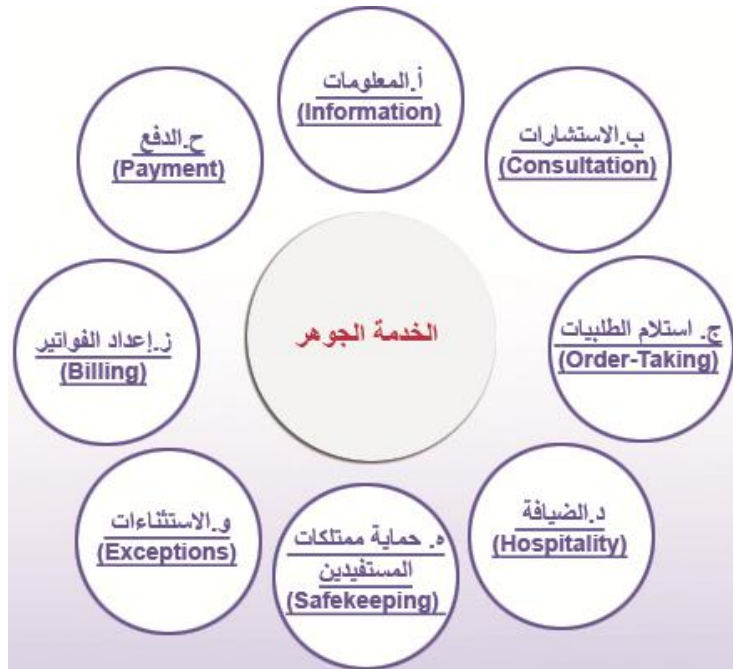 أ.المعلومات
(Information)
ب.الاستشارات
(Consultation)
ج. استلام الطلبيات
(Order-Taking)
د.الضيافة
(Hospitality)
ه. حماية ممتلكات
المستفيدين
(Safekeeping)
و.الاستثناءات
(Exceptions)
ز.إعداد الفواتير
(Billing)
ح.الدفع
(Payment)
الخدمة الجوهر